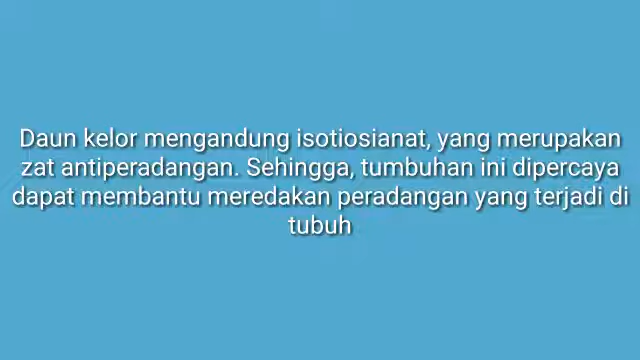 Daun kelor mengandung isotiosianat, yang merupakan
zat antiperadangan. Sehingga, tumbuhan ini dipercaya
dapat membantu meredakan peradangan yang terjadi di
tubuh